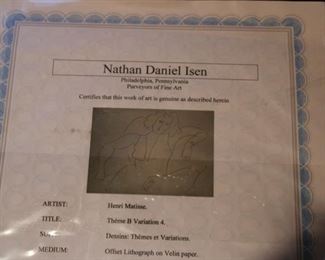 Nathan Daniel Isen
Philadelphia, Pennsylvania
Purveyors of Fine Art
Certifies that this work of art is genuine as described herein
ARTIST: Henri Matisse.
TITLE: Thème B Variation 4.
Dessins: Thèmes et Variations.
MEDIUM: Offset Lithograph on Velin paper.